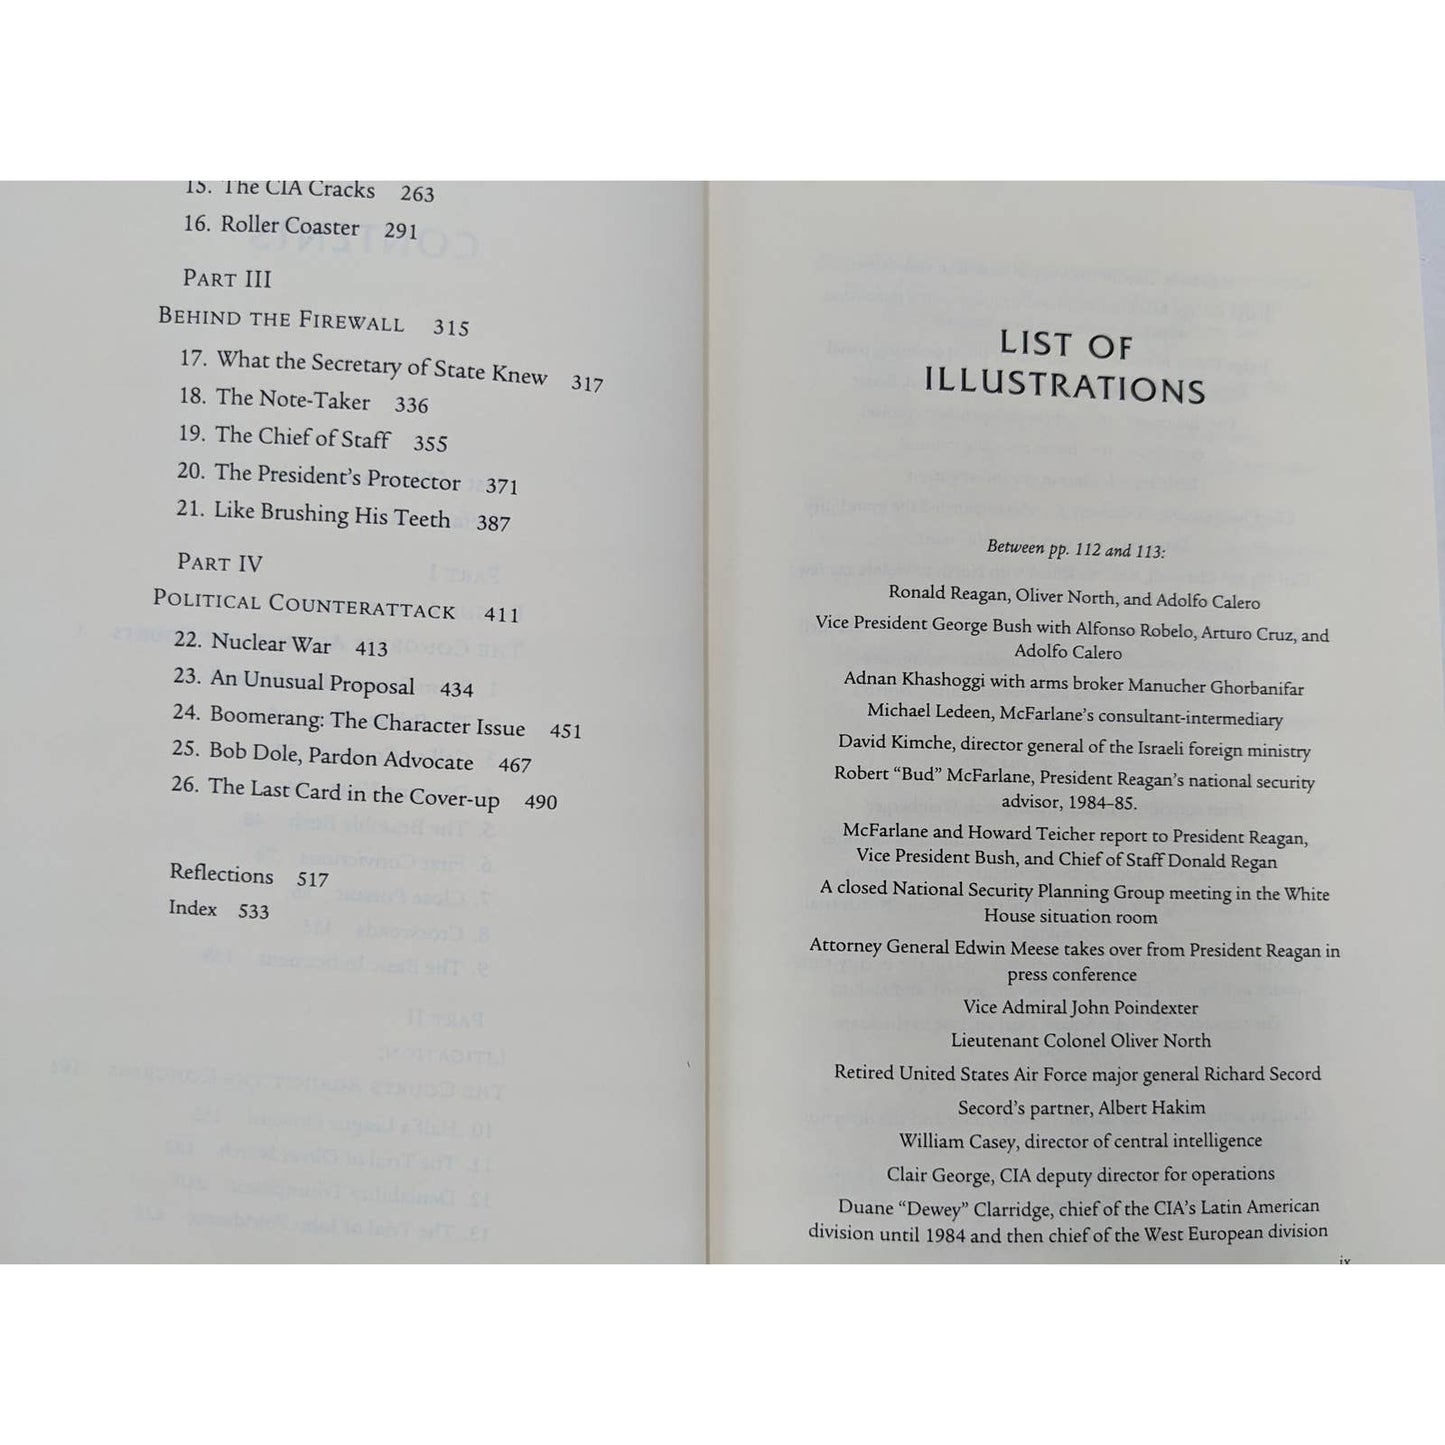 15. The CIA Cracks 263
16. Roller Coaster 291
PART III
BEHIND THE FIREWALL 315
17. What the Secretary of State Knew 317
18. The Note-Taker 336
19. The Chief of Staff 355
20. The President's Protector 371
21. Like Brushing His Teeth 387
PART IV
POLITICAL COUNTERATTACK 411
22. Nuclear War 413
23. An Unusual Proposal 434
24. Boomerang: The Character Issue 451
25. Bob Dole, Pardon Advocate 467
26. The Last Card in the Cover-up 490
Reflections 517
Index 533
LIST OF
ILLUSTRATIONS
Between pp. 112 and 113:
Ronald Reagan, Oliver North, and Adolfo Calero
Vice President George Bush with Alfonso Robelo, Arturo Cruz, and
Adolfo Calero
Adnan Khashoggi with arms broker Manucher Ghorbanifar
Michael Ledeen, McFarlane's consultant-intermediary
David Kimche, director general of the Israeli foreign ministry
Robert “Bud” McFarlane, President Reagan's national security
advisor, 1984–85.
McFarlane and Howard Teicher report to President Reagan,
Vice President Bush, and Chief of Staff Donald Regan
A closed National Security Planning Group meeting in the White
House situation room
Attorney General Edwin Meese takes over from President Reagan in
press conference
Vice Admiral John Poindexter
Lieutenant Colonel Oliver North
Retired United States Air Force major general Richard Secord
Secord's partner, Albert Hakim
William Casey, director of central intelligence
Clair George, CIA deputy director for operations
Duane “Dewey” Clarridge, chief of the CIA's Latin American
division until 1984 and then chief of the West European division
ix